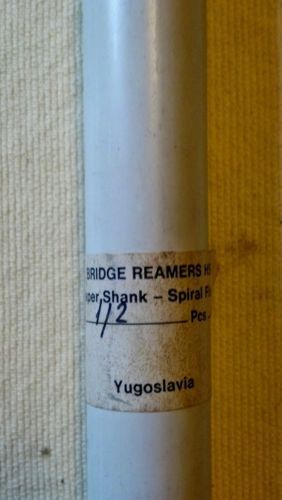 BRIDGE REAMERS H
per Shank – Spiral F
1/2 Pcs.
Yugoslavia